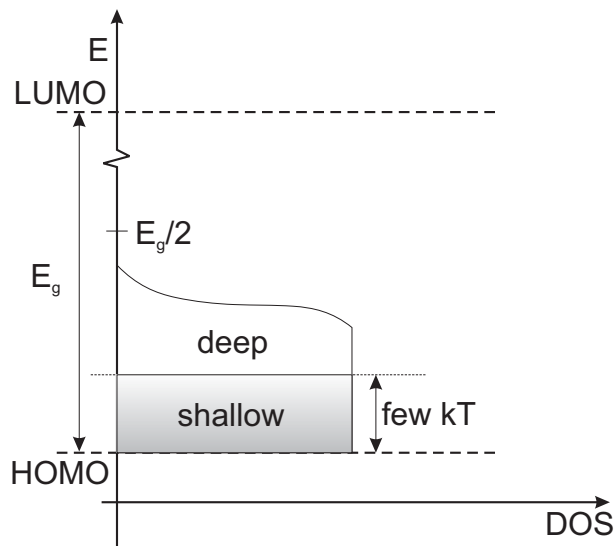 E
LUMO
E_g/2
E_g
deep
shallow
few kT
HOMO
DOS